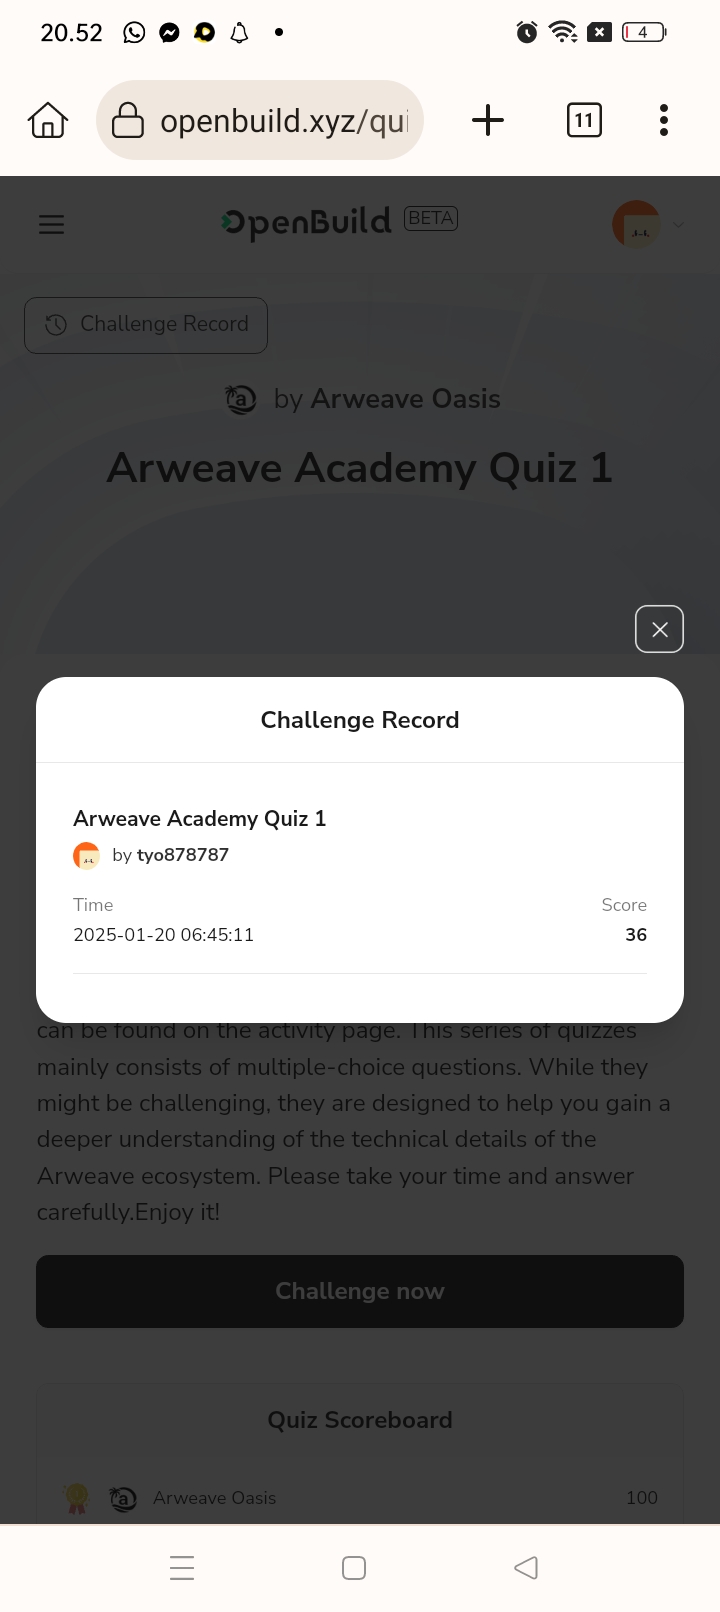 20.52
4
openbuild.xyz/qui
11
OpenBuild BETA
Challenge Record
by Arweave Oasis
Arweave Academy Quiz 1
Challenge Record
Arweave Academy Quiz 1
by tyo878787
Time Score
2025-01-20 06:45:11 36
can be found on the activity page. This series of quizzes
mainly consists of multiple-choice questions. While they
might be challenging, they are designed to help you gain a
deeper understanding of the technical details of the
Arweave ecosystem. Please take your time and answer
carefully.Enjoy it!
Challenge now
Quiz Scoreboard
Arweave Oasis 100